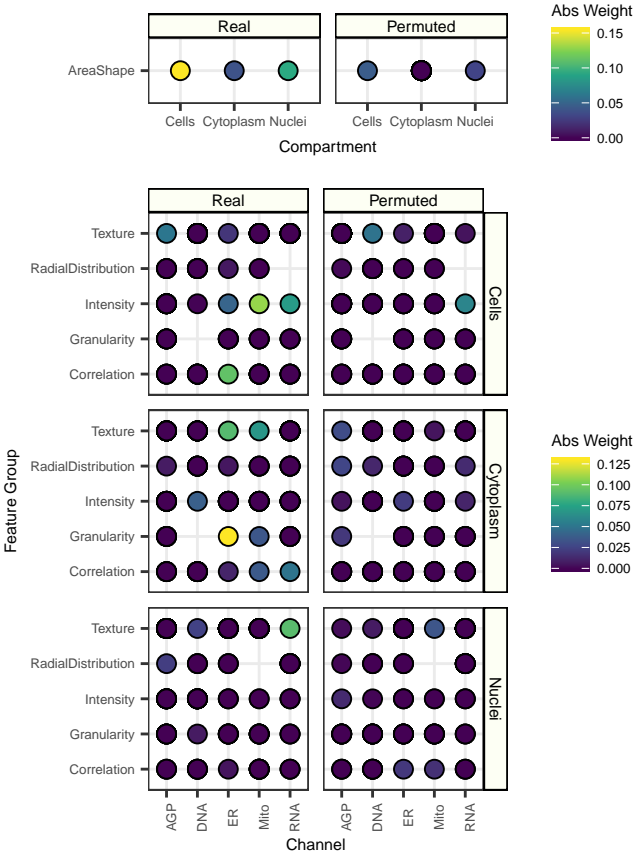 Real Permuted
AreaShape
Cells Cytoplasm Nuclei Cells Cytoplasm Nuclei
Compartment
Abs Weight
0.15
0.10
0.05
0.00
Real Permuted
Texture
RadialDistribution
Intensity
Granularity
Correlation
Cells
Texture
RadialDistribution
Intensity
Granularity
Correlation
Cytoplasm
Texture
RadialDistribution
Intensity
Granularity
Correlation
Nuclei
Feature Group
AGP DNA ER Mito RNA AGP DNA ER Mito RNA
Channel
Abs Weight
0.125
0.100
0.075
0.050
0.025
0.000